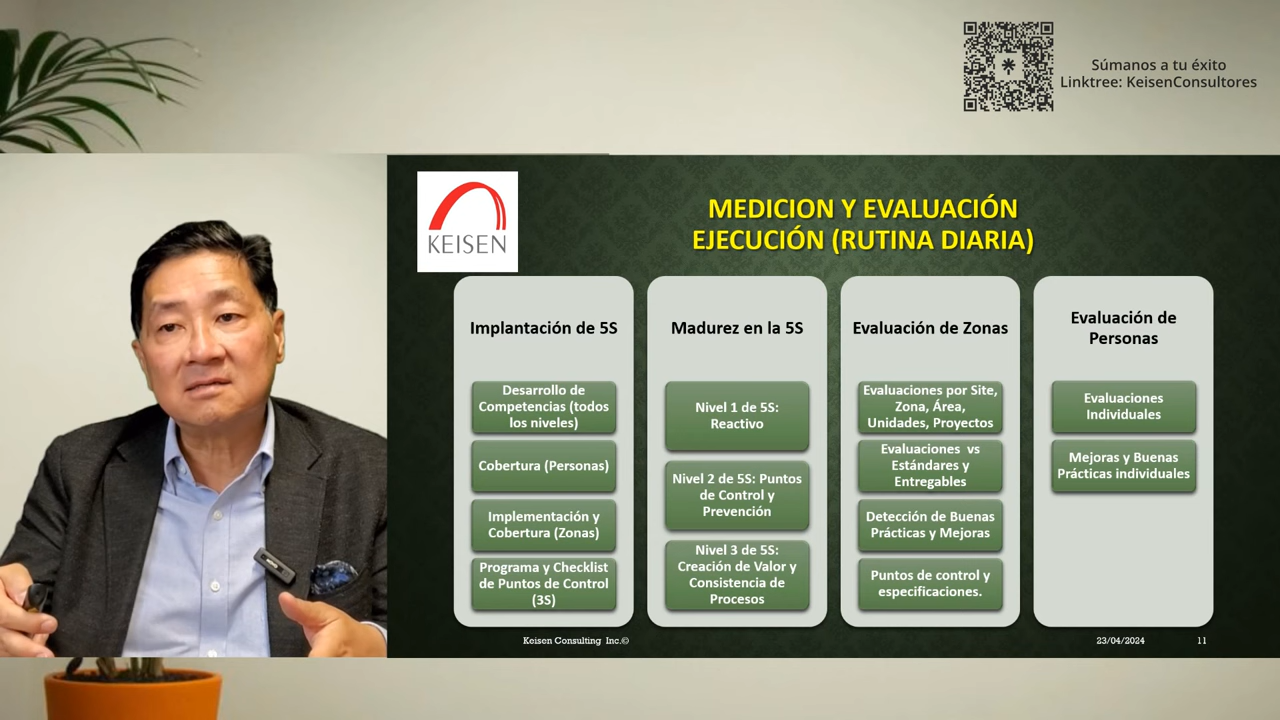 Súmanos a tu éxito
Linktree: KeisenConsultores
KEISEN
MEDICION Y EVALUACIÓN
EJECUCIÓN (RUTINA DIARIA)
Implantación de 5S
Desarrollo de
Competencias (todos
los niveles)
Cobertura (Personas)
Implementación y
Cobertura (Zonas)
Programa y Checklist
de Puntos de Control
(3S)
Madurez en la 5S
Nivel 1 de 5S:
Reactivo
Nivel 2 de 5S: Puntos
de Control y
Prevención
Nivel 3 de 5S:
Creación de Valor y
Consistencia de
Procesos
Evaluación de Zonas
Evaluaciones por Site,
Zona, Área,
Unidades, Proyectos
Evaluaciones vs
Estándares y
Entregables
Detección de Buenas
Prácticas y Mejoras
Puntos de control y
especificaciones.
Evaluación de
Personas
Evaluaciones
Individuales
Mejoras y Buenas
Prácticas individuales
Keisen Consulting Inc.©
23/04/2024
11